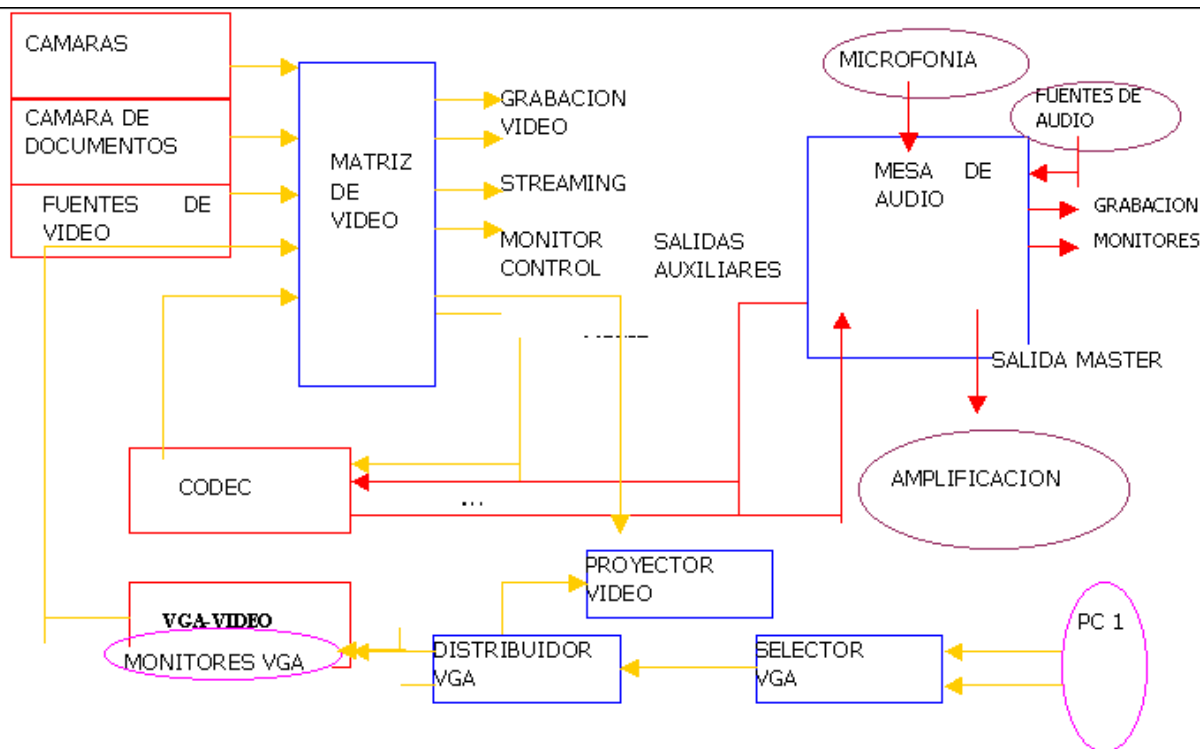 CAMARAS
CAMARA DE
DOCUMENTOS
FUENTES DE
VIDEO
MATRIZ
DE
VIDEO
GRABACION
VIDEO
STREAMING
MONITOR
CONTROL
SALIDAS
AUXILIARES
MICROFONIA
FUENTES DE
AUDIO
MESA DE
AUDIO
GRABACION
MONITORES
SALIDA MASTER
AMPLIFICACION
CODEC
...
PROYECTOR
VIDEO
VGA-VIDEO
MONITORES VGA
DISTRIBUIDOR
VGA
SELECTOR
VGA
PC 1